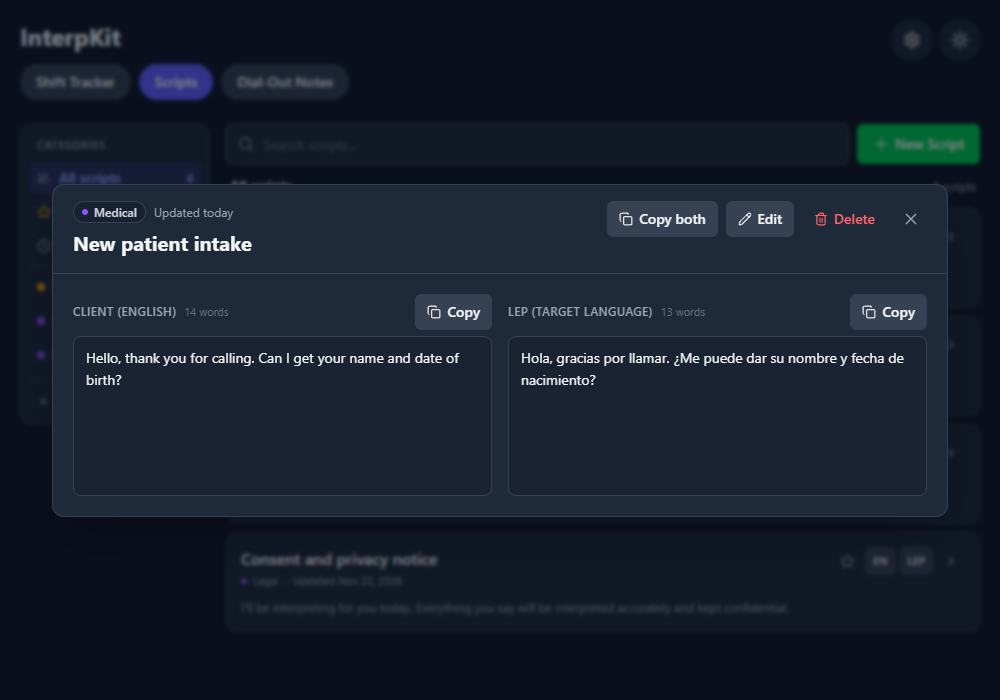 InterpKit
Shift Tracker
Scripts
Dial-Out Notes
CATEGORIES
Search scripts...
New Script
All scripts
4
All scripts
scripts
Medical
Updated today
Copy both
Edit
Delete
New patient intake
CLIENT (ENGLISH)
14 words
Copy
LEP (TARGET LANGUAGE)
13 words
Copy
Hello, thank you for calling. Can I get your name and date of
birth?
Hola, gracias por llamar. ¿Me puede dar su nombre y fecha de
nacimiento?
Consent and privacy notice
EN
LEP
Legal · Updated Nov 22, 2025
I'll be interpreting for you today. Everything you say will be interpreted accurately and kept confidential.